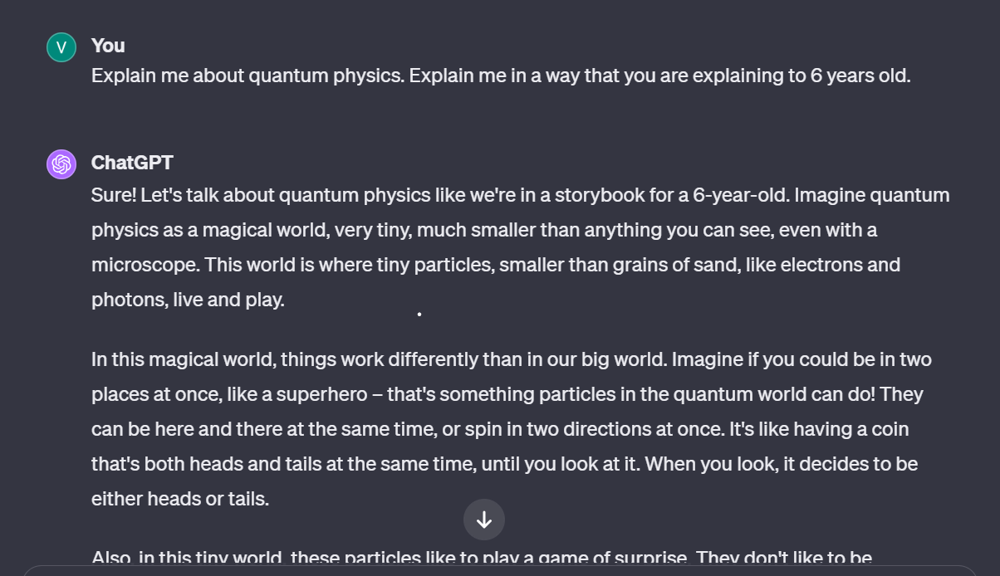 V
You
Explain me about quantum physics. Explain me in a way that you are explaining to 6 years old.
ChatGPT
Sure! Let's talk about quantum physics like we're in a storybook for a 6-year-old. Imagine quantum
physics as a magical world, very tiny, much smaller than anything you can see, even with a
microscope. This world is where tiny particles, smaller than grains of sand, like electrons and
photons, live and play.
In this magical world, things work differently than in our big world. Imagine if you could be in two
places at once, like a superhero – that's something particles in the quantum world can do! They
can be here and there at the same time, or spin in two directions at once. It's like having a coin
that's both heads and tails at the same time, until you look at it. When you look, it decides to be
either heads or tails.
Also, in this tiny world, these particles like to play a game of surprise. They don't like to be